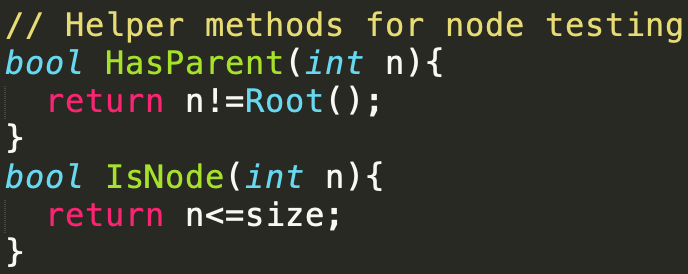 // Helper methods for node testing
bool HasParent(int n){
  return n!=Root();
}
bool IsNode(int n){
  return n<=size;
}